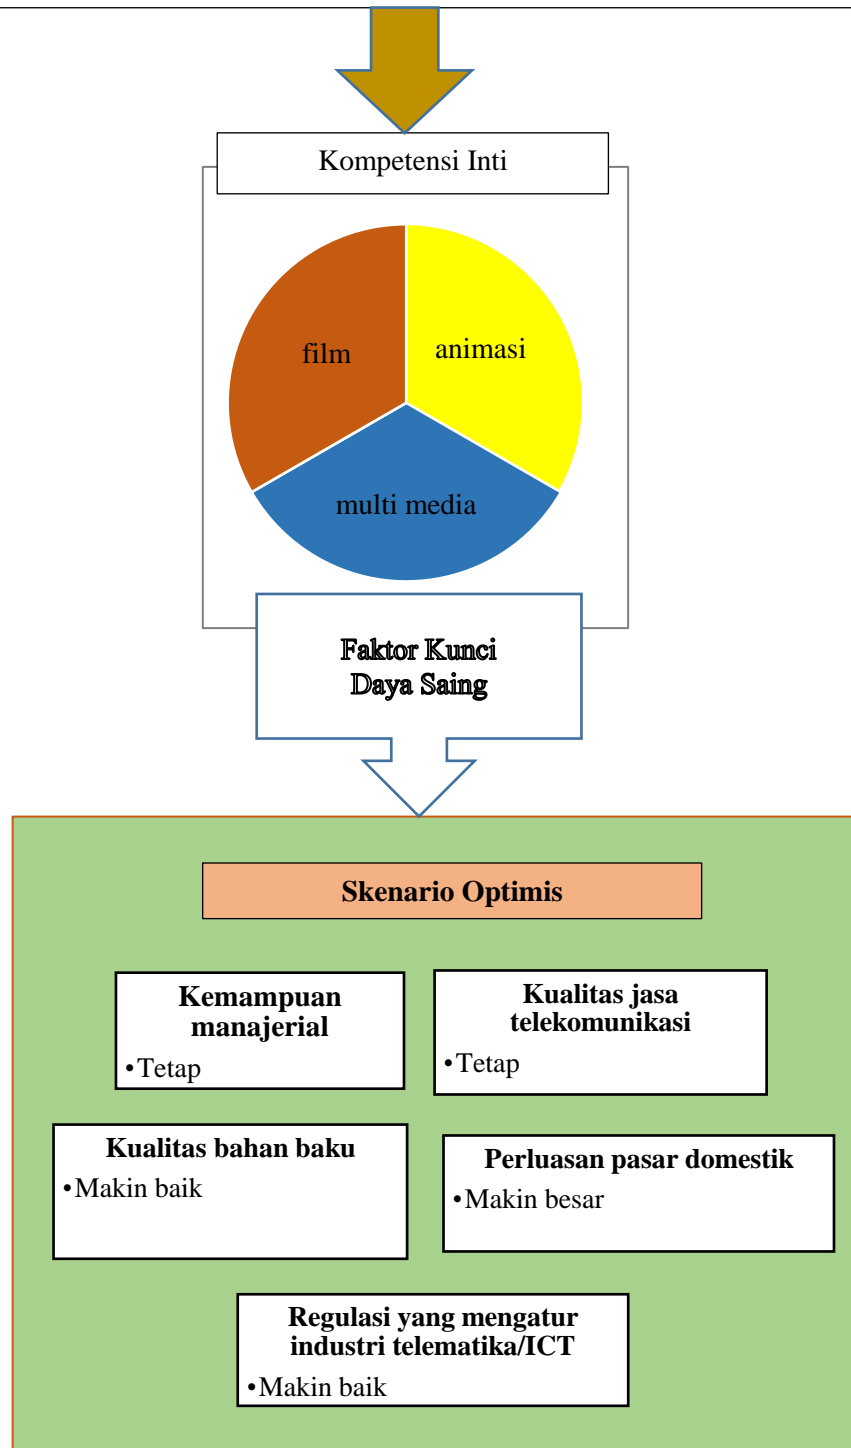 Kompetensi Inti
film
animasi
multi media
Faktor Kunci
Daya Saing
Skenario Optimis
Kemampuan
manajerial
•Tetap
Kualitas jasa
telekomunikasi
•Tetap
Kualitas bahan baku
•Makin baik
Perluasan pasar domestik
•Makin besar
Regulasi yang mengatur
industri telematika/ICT
•Makin baik